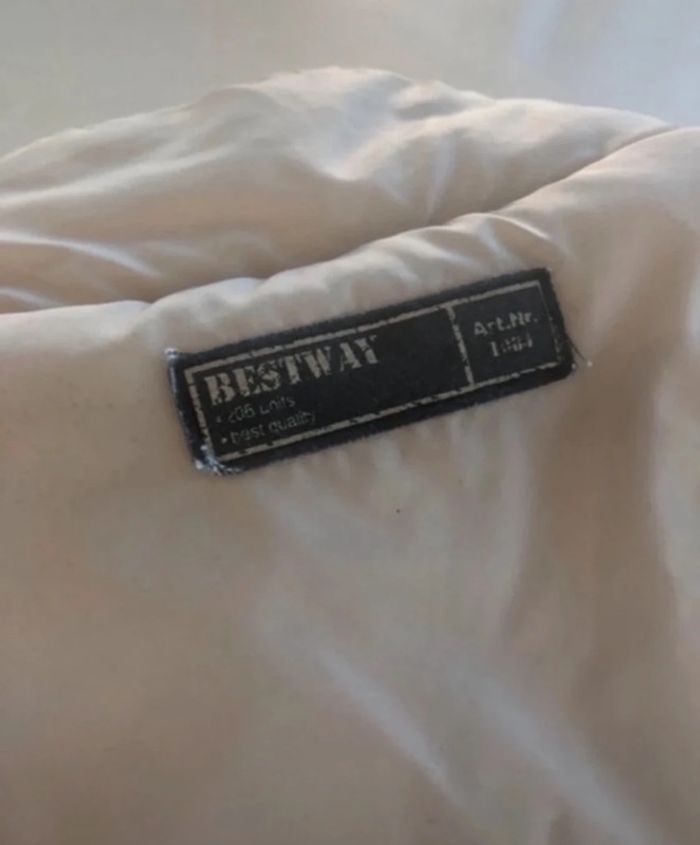 BESTWAY
• 206 units
• best quality
Art.Nr.